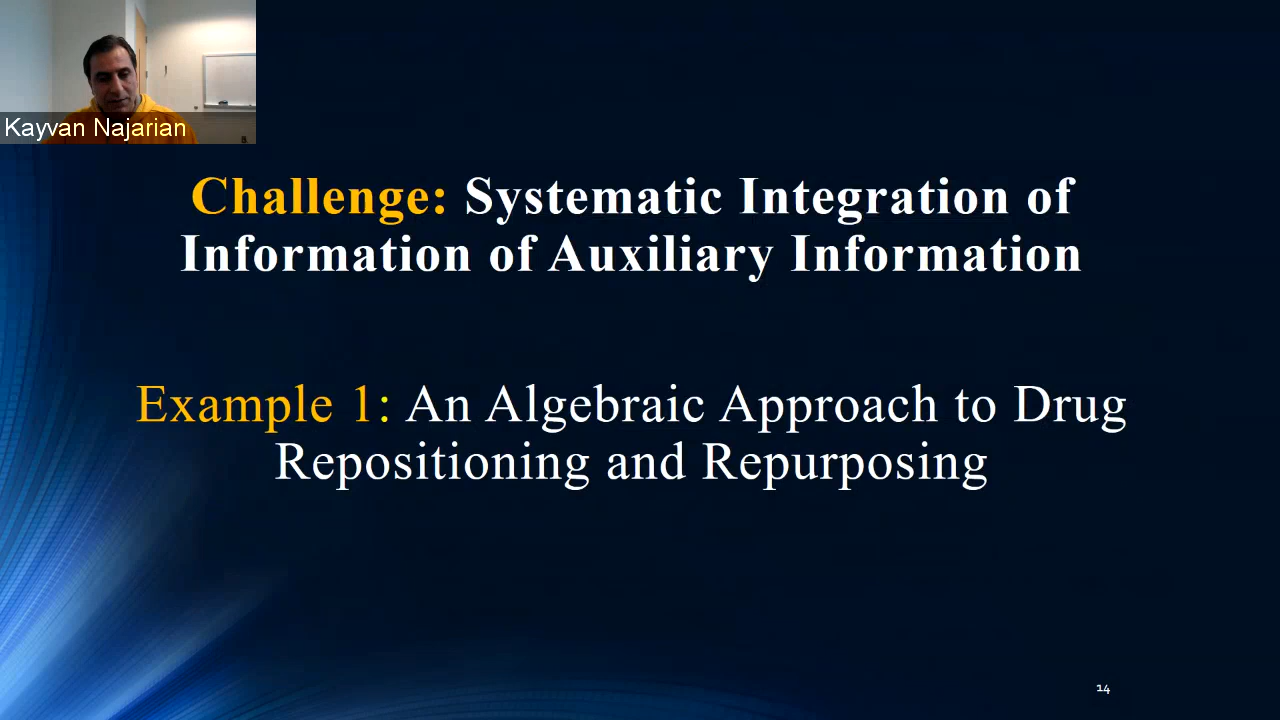 Kayvan Najarian
Challenge: Systematic Integration of
Information of Auxiliary Information
Example 1: An Algebraic Approach to Drug
Repositioning and Repurposing
14